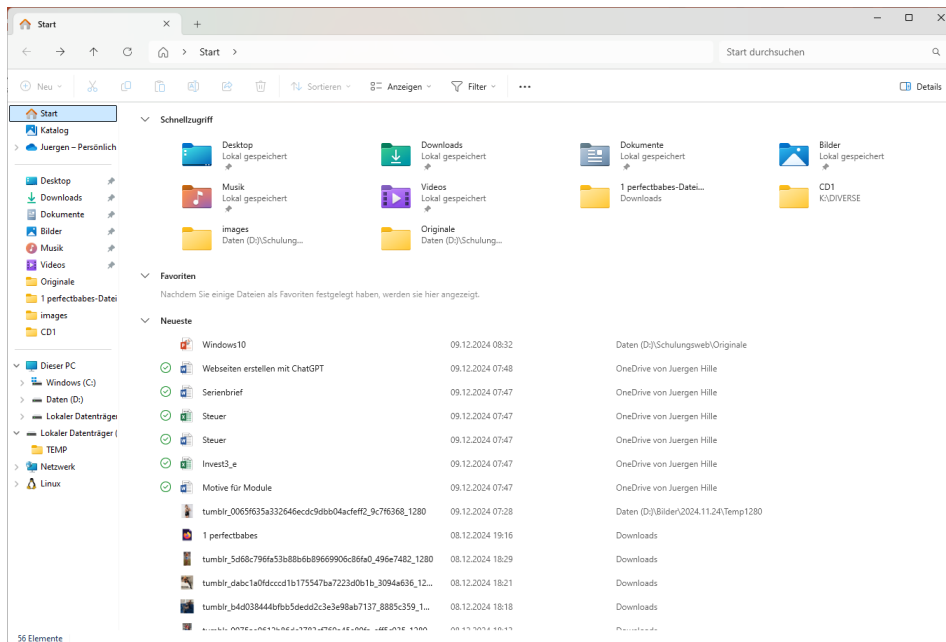 Start
Start
Start durchsuchen
Neu
Sortieren
Anzeigen
Filter
Details
Start
Katalog
Juergen – Persönlich
Desktop
Downloads
Dokumente
Bilder
Musik
Videos
Originale
1 perfectbabes-Datei
images
CD1
Dieser PC
Windows (C:)
Daten (D:)
Lokaler Datenträger
Lokaler Datenträger (
TEMP
Netzwerk
Linux
Schnellzugriff
Desktop
Lokal gespeichert
Downloads
Lokal gespeichert
Dokumente
Lokal gespeichert
Bilder
Lokal gespeichert
Musik
Lokal gespeichert
Videos
Lokal gespeichert
1 perfectbabes-Datei...
Downloads
CD1
K:\DIVERSE
images
Daten (D:)\Schulung...
Originale
Daten (D:)\Schulung...
Favoriten
Nachdem Sie einige Dateien als Favoriten festgelegt haben, werden sie hier angezeigt.
Neueste
Windows10 09.12.2024 08:32 Daten (D:)\Schulungsweb\Originale
Webseiten erstellen mit ChatGPT 09.12.2024 07:48 OneDrive von Juergen Hille
Serienbrief 09.12.2024 07:47 OneDrive von Juergen Hille
Steuer 09.12.2024 07:47 OneDrive von Juergen Hille
Steuer 09.12.2024 07:47 OneDrive von Juergen Hille
Invest3_e 09.12.2024 07:47 OneDrive von Juergen Hille
Motive für Module 09.12.2024 07:47 OneDrive von Juergen Hille
tumblr_0065f635a332646ecdc9dbb04acfeff2_9c7f6368_1280 09.12.2024 07:28 Daten (D:)\Bilder\2024.11.24\Temp1280
1 perfectbabes 08.12.2024 19:16 Downloads
tumblr_5d68c796fa53b88b6b89669906c86fa0_496e7482_1280 08.12.2024 18:29 Downloads
tumblr_dabc1a0fdcccd1b175547ba7223d0b1b_3094a636_12... 08.12.2024 18:21 Downloads
tumblr_b4d038444bfbb5dedd2c3e3e98ab7137_8885c359_1... 08.12.2024 18:18 Downloads
56 Elemente